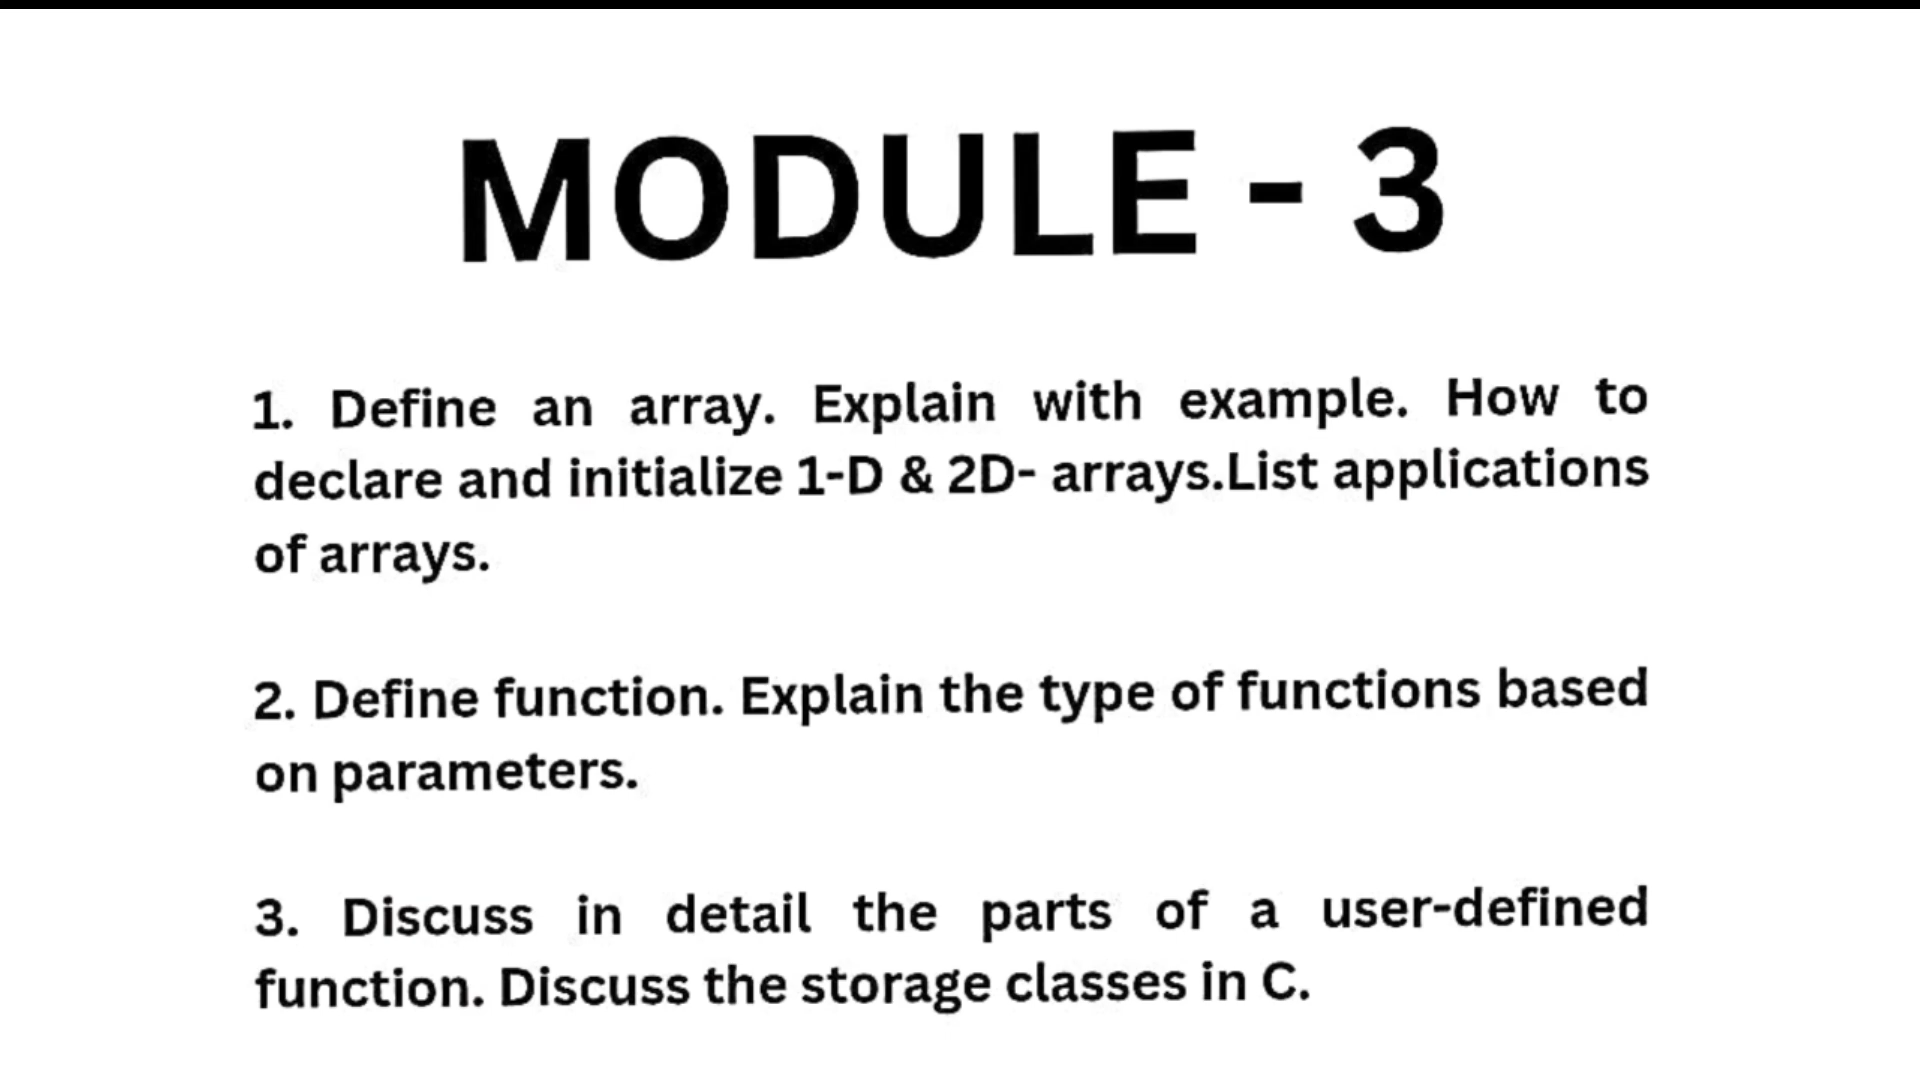 MODULE - 3
1. Define an array. Explain with example. How to
declare and initialize 1-D & 2D- arrays.List applications
of arrays.
2. Define function. Explain the type of functions based
on parameters.
3. Discuss in detail the parts of a user-defined
function. Discuss the storage classes in C.